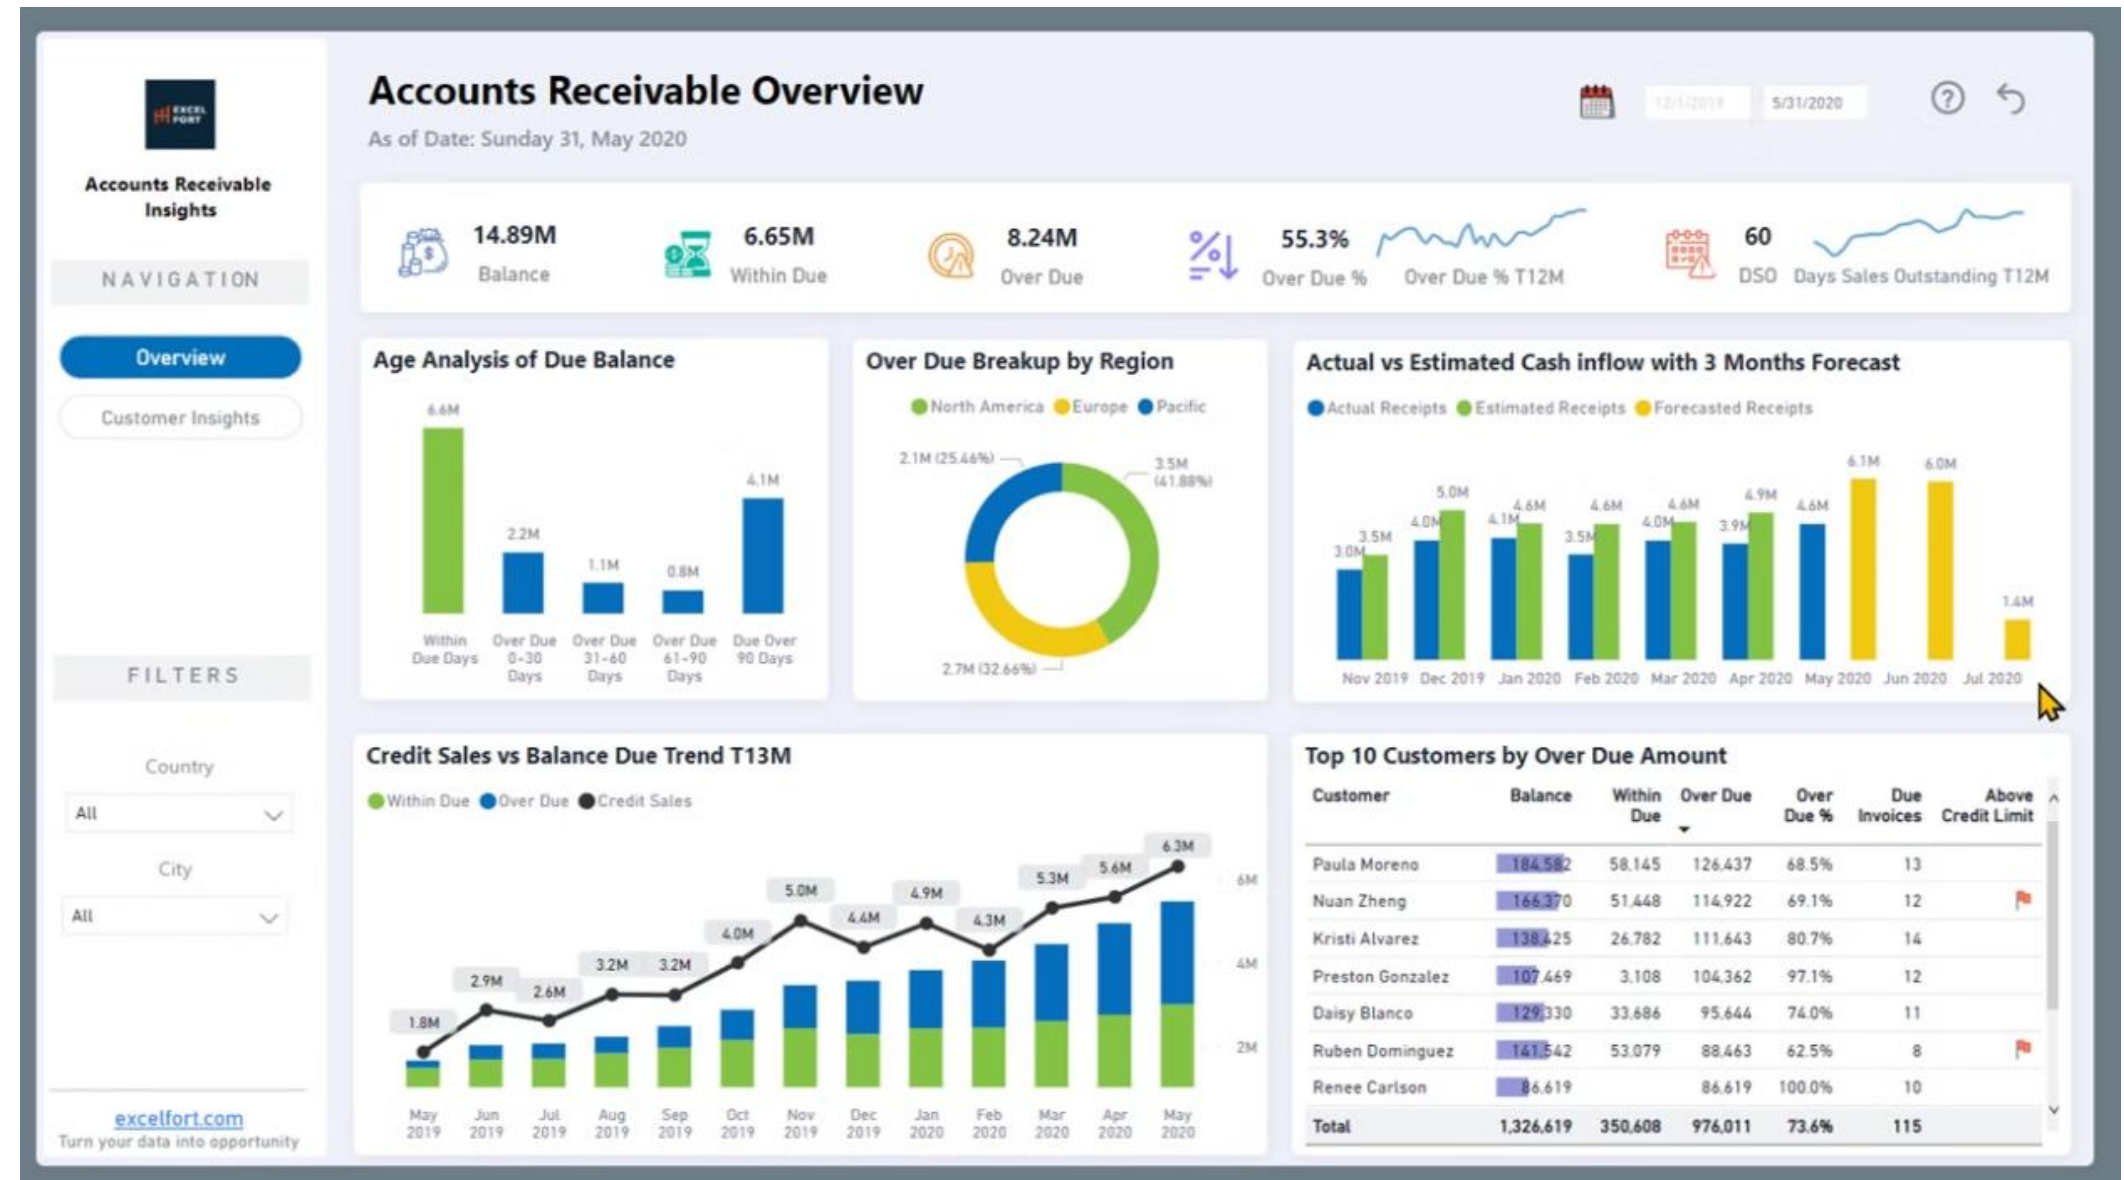 EXCEL
FORT
Accounts Receivable
Insights
NAVIGATION
Overview
Customer Insights
FILTERS
Country
All
City
All
excelfort.com
Turn your data into opportunity
Accounts Receivable Overview
As of Date: Sunday 31, May 2020
12/1/2019 5/31/2020
?
14.89M
Balance
6.65M
Within Due
8.24M
Over Due
55.3%
Over Due %
Over Due % T12M
60
DSO
Days Sales Outstanding T12M
Age Analysis of Due Balance
6.6M
2.2M
1.1M
0.8M
4.1M
Within
Due Days
Over Due
0-30
Days
Over Due
31-60
Days
Over Due
61-90
Days
Due Over
90 Days
Over Due Breakup by Region
North America Europe Pacific
2.1M (25.46%)
3.5M
(41.88%)
2.7M (32.66%)
Actual vs Estimated Cash inflow with 3 Months Forecast
Actual Receipts Estimated Receipts Forecasted Receipts
3.0M 3.5M 4.0M 5.0M 4.1M 4.6M 3.5M 4.6M 4.0M 4.6M 3.9M 4.9M 4.6M 6.1M 6.0M 1.4M
Nov 2019 Dec 2019 Jan 2020 Feb 2020 Mar 2020 Apr 2020 May 2020 Jun 2020 Jul 2020
Credit Sales vs Balance Due Trend T13M
Within Due Over Due Credit Sales
1.8M 2.9M 2.6M 3.2M 3.2M 4.0M 5.0M 4.4M 4.9M 4.3M 5.3M 5.6M 6.3M
6M
4M
2M
May Jun Jul Aug Sep Oct Nov Dec Jan Feb Mar Apr May
2019 2019 2019 2019 2019 2019 2019 2019 2020 2020 2020 2020 2020
Top 10 Customers by Over Due Amount
Customer Balance Within Over Due Over Due Above
Due Due % Invoices Credit Limit
Paula Moreno 184,582 58,145 126,437 68.5% 13
Nuan Zheng 166,370 51,448 114,922 69.1% 12
Kristi Alvarez 138,425 26,782 111,643 80.7% 14
Preston Gonzalez 107,469 3,108 104,362 97.1% 12
Daisy Blanco 129,330 33,686 95,644 74.0% 11
Ruben Dominguez 141,542 53,079 88,463 62.5% 8
Renee Carlson 86,619 86,619 100.0% 10
Total 1,326,619 350,608 976,011 73.6% 115